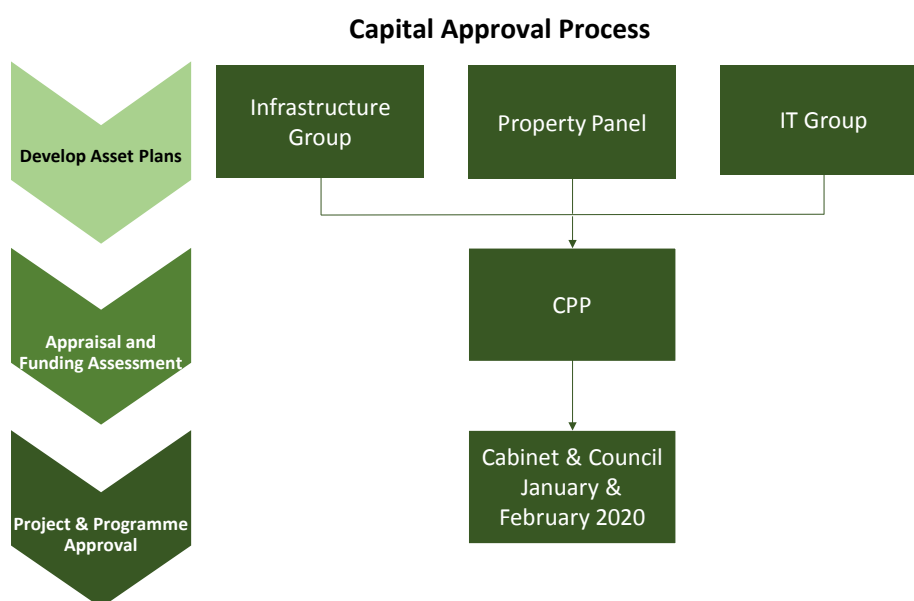 Capital Approval Process
Develop Asset Plans
Infrastructure
Group
Property Panel
IT Group
Appraisal and
Funding Assessment
CPP
Project & Programme
Approval
Cabinet & Council
January &
February 2020